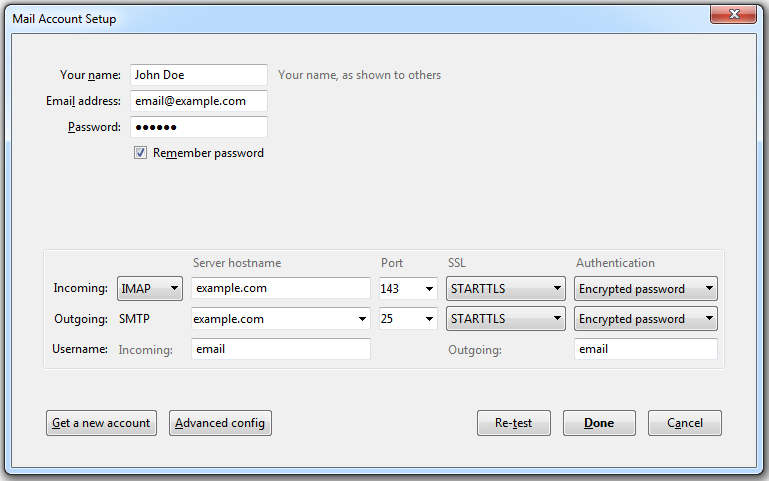 Mail Account Setup
Your name: John Doe Your name, as shown to others
Email address: email@example.com
Password: ●●●●●●
Remember password
Server hostname Port SSL Authentication
Incoming: IMAP example.com 143 STARTTLS Encrypted password
Outgoing: SMTP example.com 25 STARTTLS Encrypted password
Username: Incoming: email Outgoing: email
Get a new account Advanced config Re-test Done Cancel